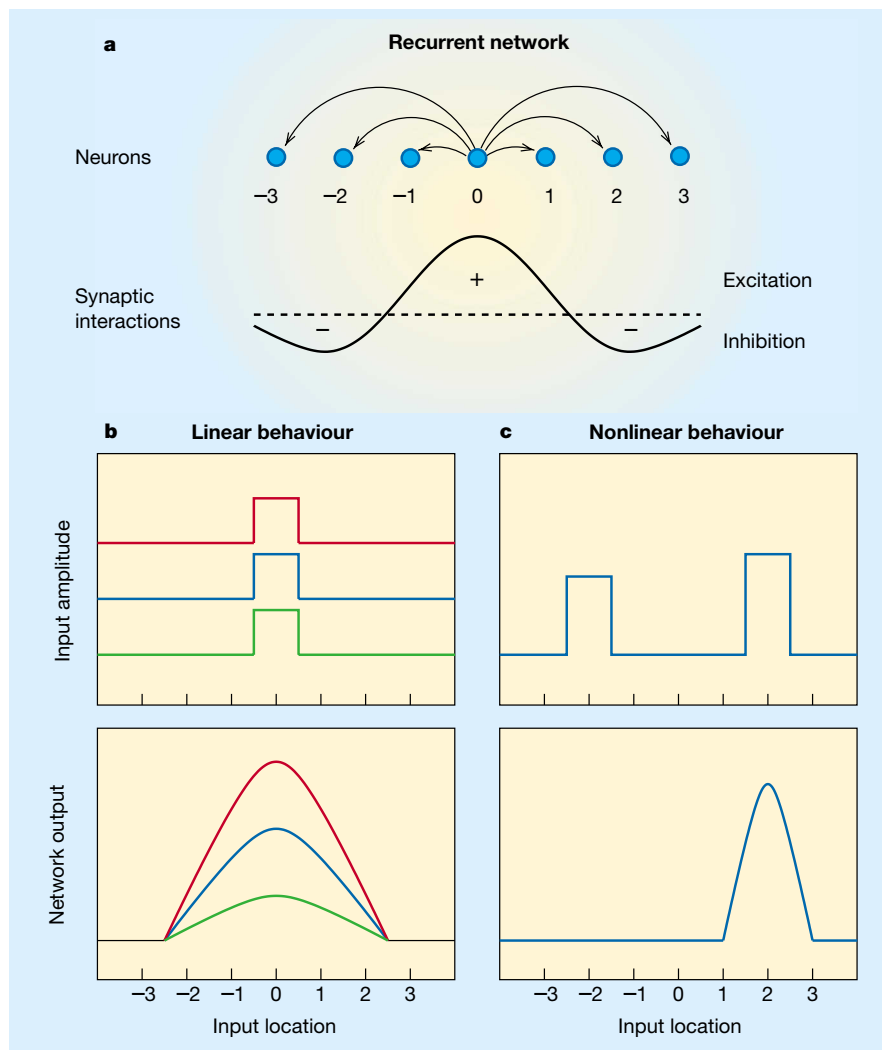 a Recurrent network
Neurons
–3 –2 –1 0 1 2 3
+
Excitation
Synaptic
interactions
– –
Inhibition
b Linear behaviour
c Nonlinear behaviour
Input amplitude
Network output
–3 –2 –1 0 1 2 3
Input location
–3 –2 –1 0 1 2 3
Input location